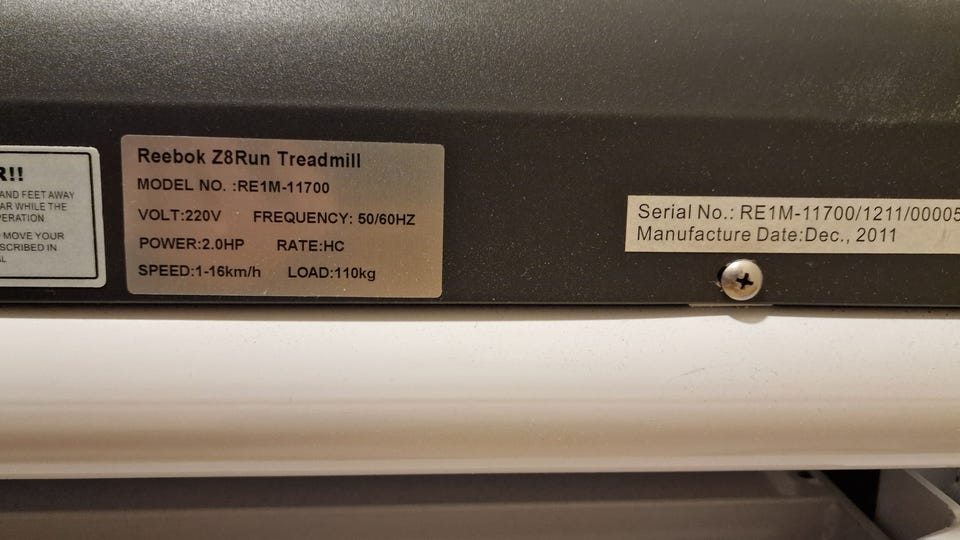 R!!
AND FEET AWAY
AR WHILE THE
PERATION
MOVE YOUR
SCRIBED IN
AL
Reebok Z8Run Treadmill
MODEL NO. :RE1M-11700
VOLT:220V FREQUENCY: 50/60HZ
POWER:2.0HP RATE:HC
SPEED:1-16km/h LOAD:110kg
Serial No.: RE1M-11700/1211/00005
Manufacture Date:Dec., 2011